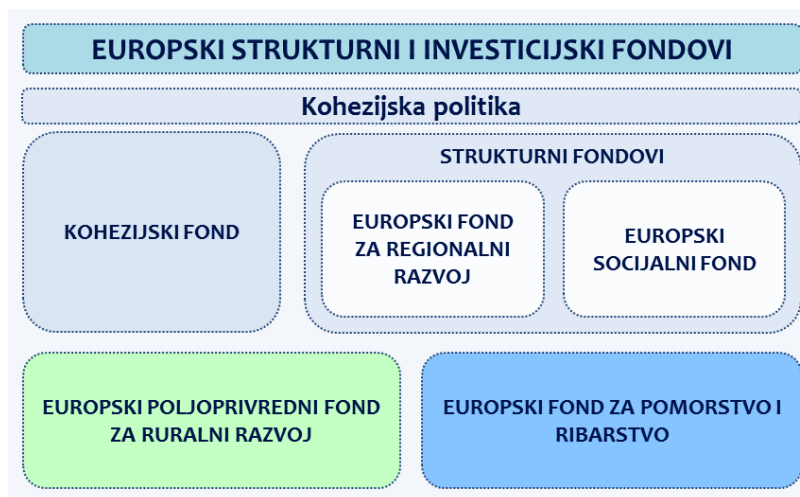 EUROPSKI STRUKTURNI I INVESTICIJSKI FONDOVI
Kohezijska politika
KOHEZIJSKI FOND
STRUKTURNI FONDOVI
EUROPSKI FOND
ZA REGIONALNI
RAZVOJ
EUROPSKI
SOCIJALNI FOND
EUROPSKI POLJOPRIVREDNI FOND
ZA RURALNI RAZVOJ
EUROPSKI FOND ZA POMORSTVO I
RIBARSTVO